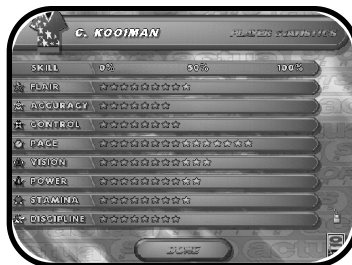 C. KOOIMAN
PLAYER STATISTICS
SKILL 0% 50% 100%
FLAIR
ACCURACY
CONTROL
PACE
VISION
POWER
STAMINA
DISCIPLINE
DONE